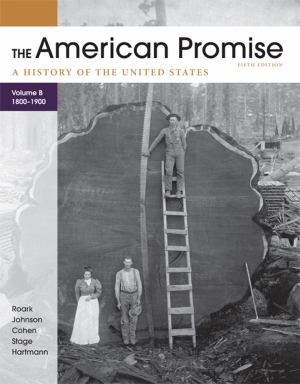 THE American Promise
A HISTORY OF THE UNITED STATES
FIFTH EDITION
Volume B
1800–1900
Roark
Johnson
Cohen
Stage
Hartmann